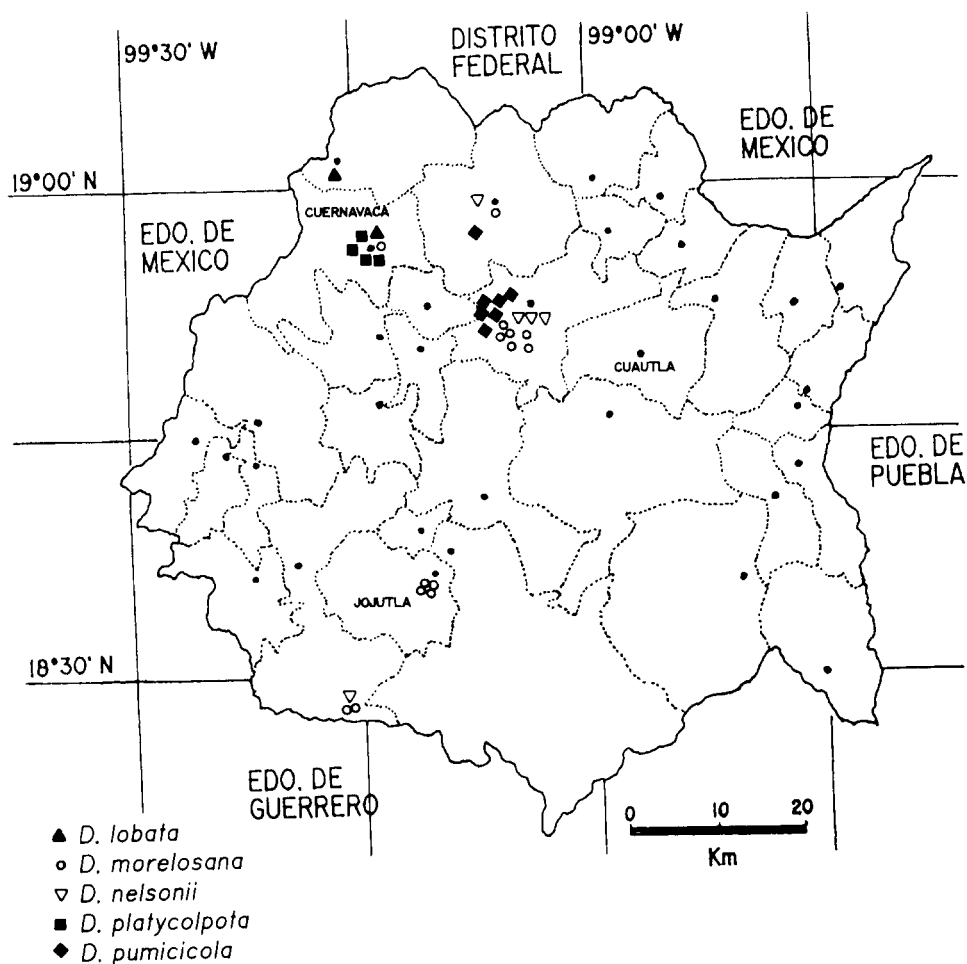 99°30' W
DISTRITO
FEDERAL
99°00' W
EDO. DE
MEXICO
19°00' N
CUERNAVACA
EDO. DE
MEXICO
CUAUTLA
EDO. DE
PUEBLA
JOJUTLA
18°30' N
EDO. DE
GUERRERO
0 10 20
Km
D. lobata
D. morelosana
D. nelsonii
D. platycolpota
D. pumicicola